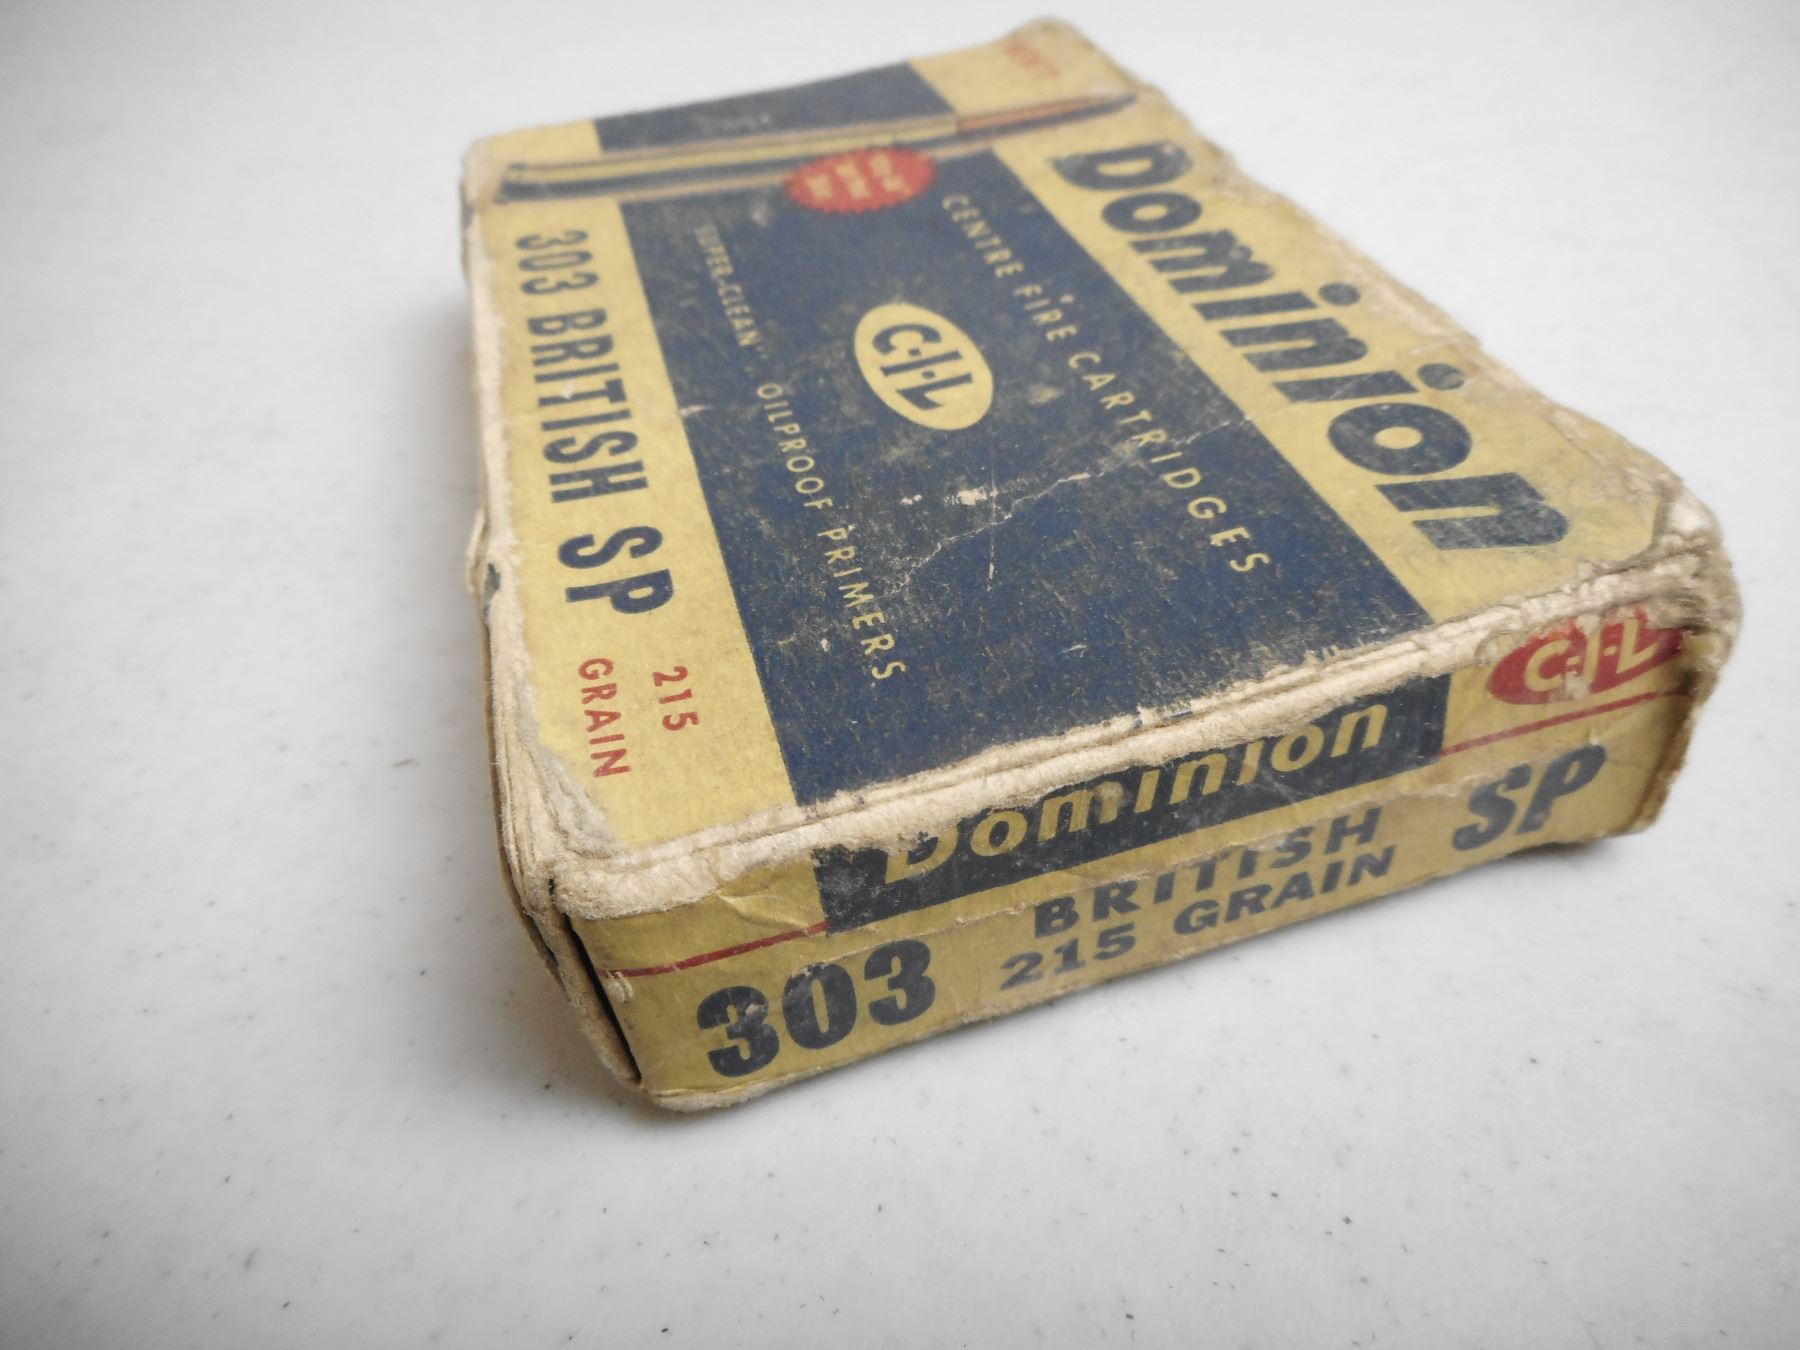 TWENTY
Dominion
CENTRE FIRE CARTRIDGES
C·I·L
"SUPER-CLEAN" OILPROOF PRIMERS
303 BRITISH SP
215
GRAIN
C·I·L
Dominion
303 BRITISH SP
215 GRAIN